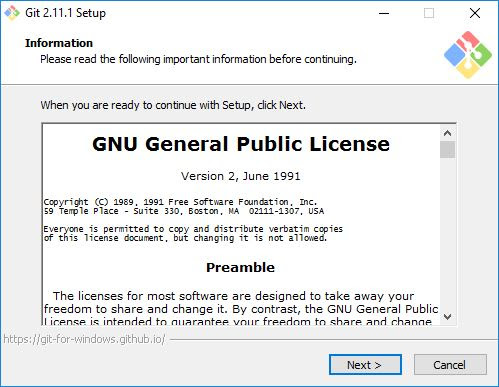 Git 2.11.1 Setup
Information
Please read the following important information before continuing.
When you are ready to continue with Setup, click Next.
GNU General Public License
Version 2, June 1991
Copyright (C) 1989, 1991 Free Software Foundation, Inc.
59 Temple Place - Suite 330, Boston, MA  02111-1307, USA
Everyone is permitted to copy and distribute verbatim copies
of this license document, but changing it is not allowed.
Preamble
The licenses for most software are designed to take away your
freedom to share and change it. By contrast, the GNU General Public
License is intended to guarantee your freedom to share and change
https://git-for-windows.github.io/
Next >
Cancel